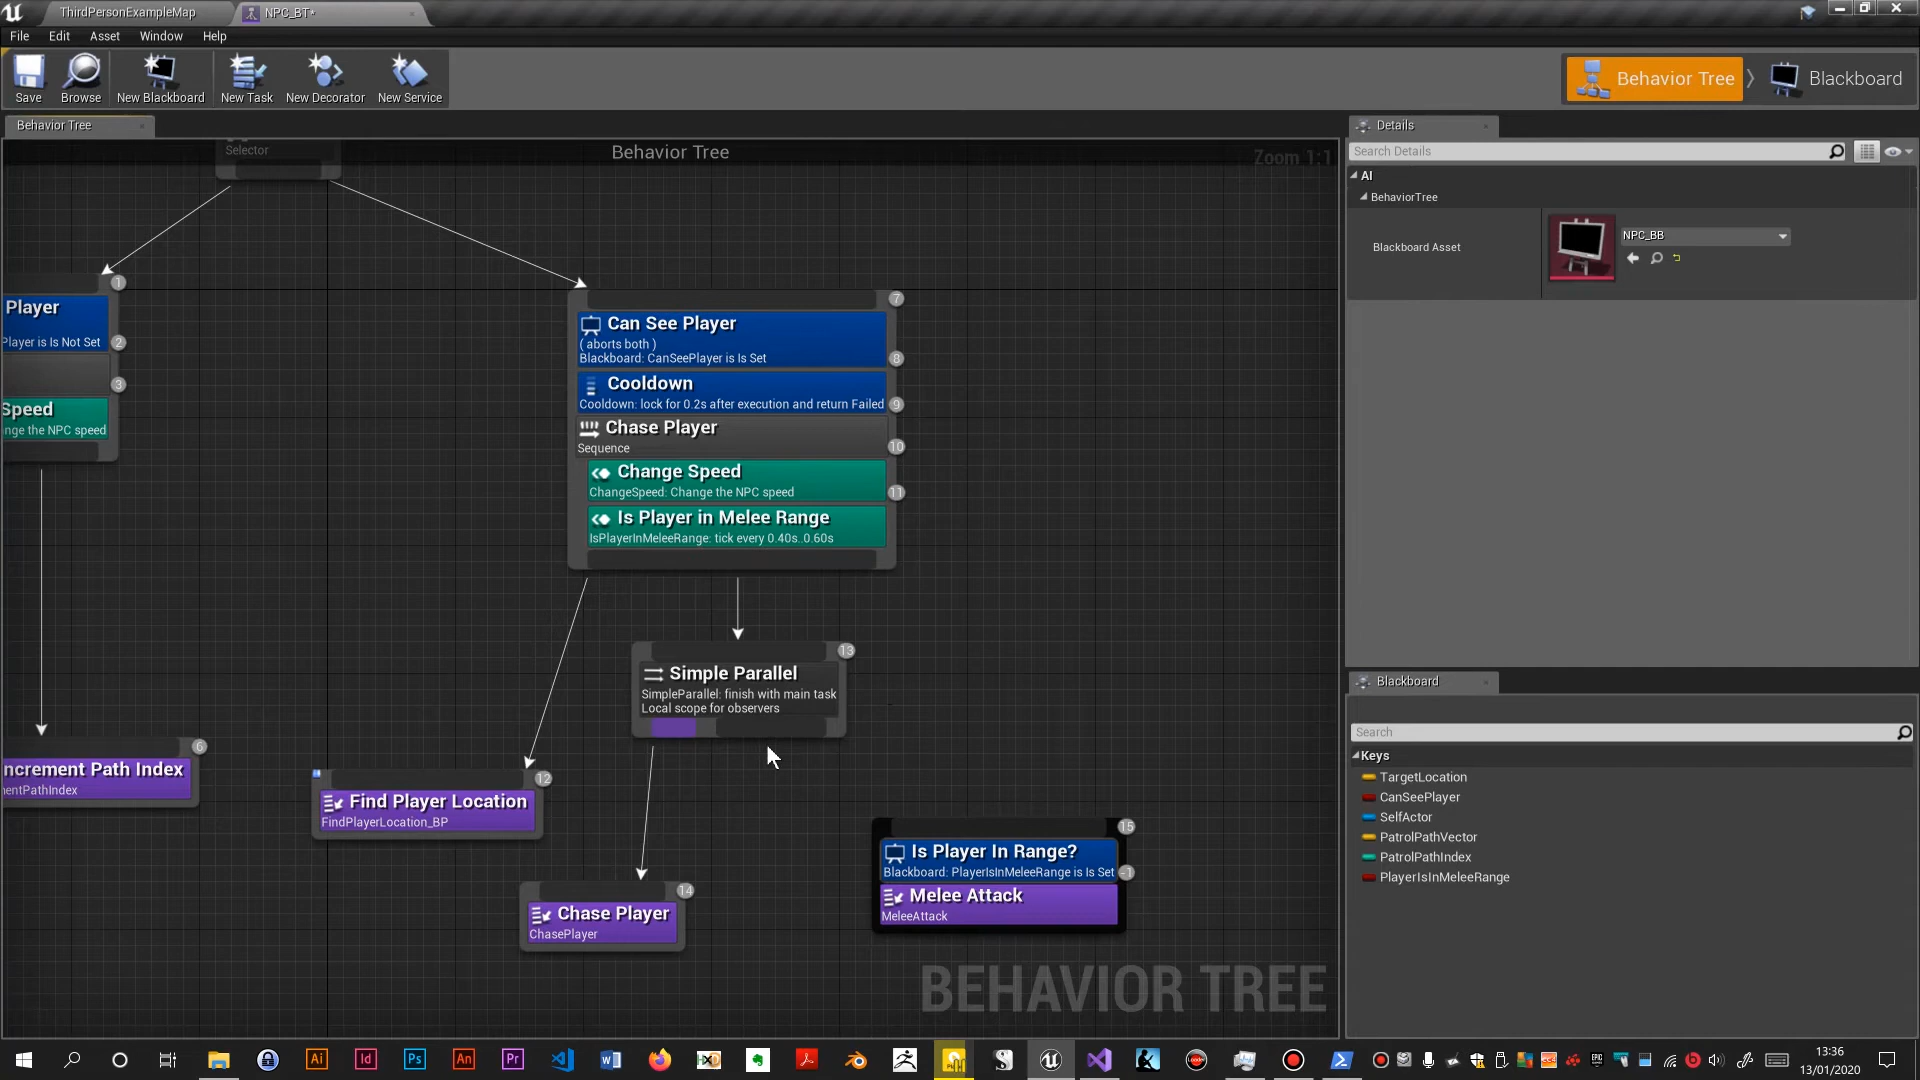 ThirdPersonExampleMap
NPC_BT*
File Edit Asset Window Help
Save Browse New Blackboard New Task New Decorator New Service
Behavior Tree Blackboard
Behavior Tree
Selector
Behavior Tree
Zoom 1:1
1
Player
Player is Is Not Set
2
3
Speed
nge the NPC speed
7
Can See Player
( aborts both )
Blackboard: CanSeePlayer is Is Set
8
Cooldown
Cooldown: lock for 0.2s after execution and return Failed
9
Chase Player
Sequence
10
Change Speed
ChangeSpeed: Change the NPC speed
11
Is Player in Melee Range
IsPlayerInMeleeRange: tick every 0.40s..0.60s
13
Simple Parallel
SimpleParallel: finish with main task
Local scope for observers
6
ncrement Path Index
mentPathIndex
12
Find Player Location
FindPlayerLocation_BP
14
Chase Player
ChasePlayer
15
Is Player In Range?
Blackboard: PlayerIsInMeleeRange is Is Set
-1
Melee Attack
MeleeAttack
BEHAVIOR TREE
Details
Search Details
AI
BehaviorTree
Blackboard Asset
NPC_BB
Blackboard
Search
Keys
TargetLocation
CanSeePlayer
SelfActor
PatrolPathVector
PatrolPathIndex
PlayerIsInMeleeRange
Ai Id Ps An Pr
13:36
13/01/2020